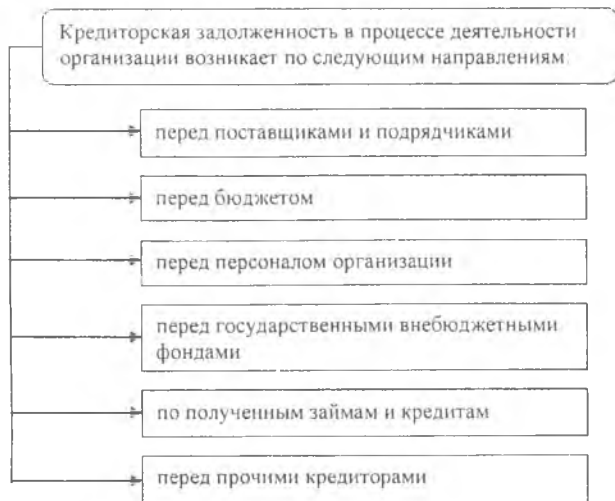 Кредиторская задолженность в процессе деятельности
организации возникает по следующим направлениям
перед поставщиками и подрядчиками
перед бюджетом
перед персоналом организации
перед государственными внебюджетными
фондами
по полученным займам и кредитам
перед прочими кредиторами